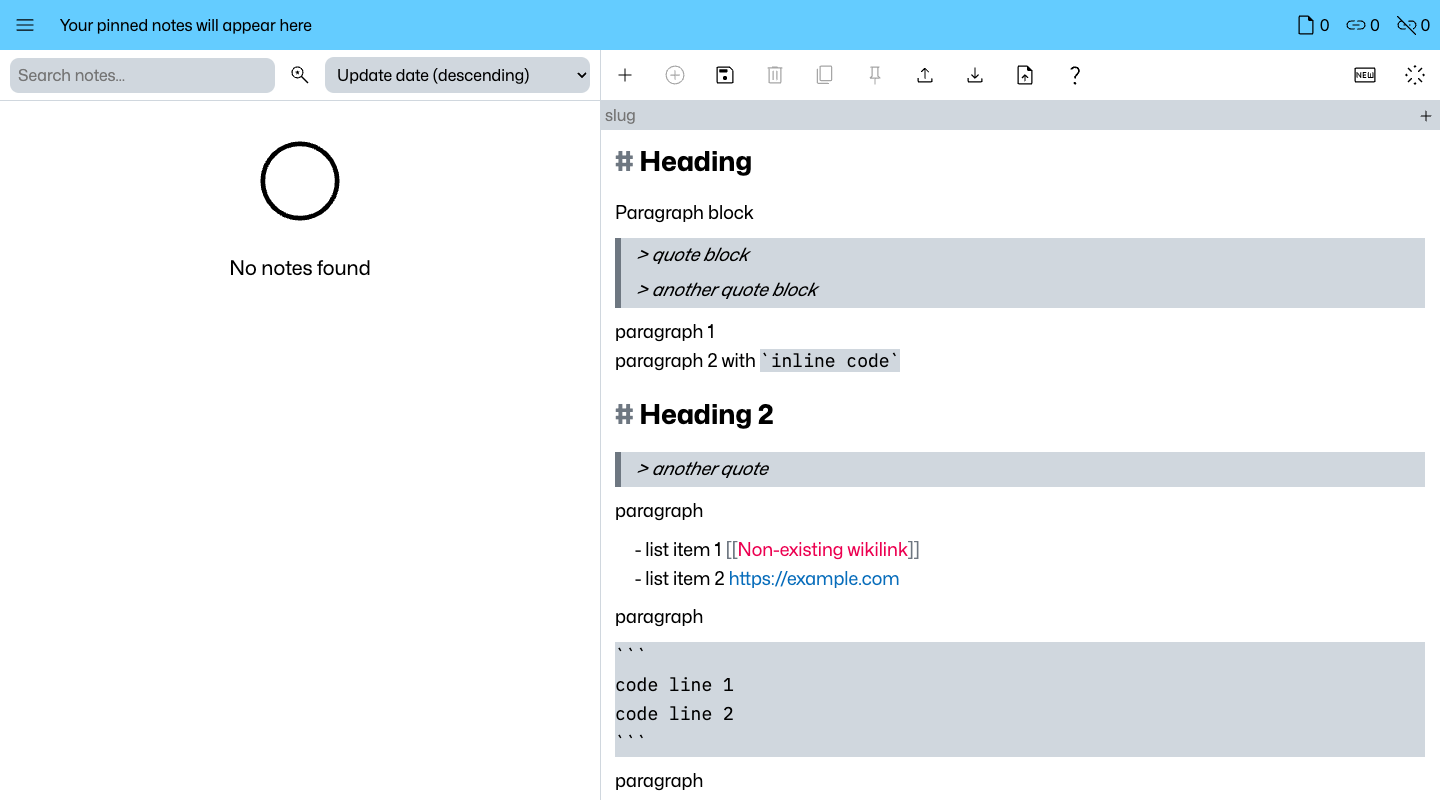 Your pinned notes will appear here
0
0
0
Search notes...
Update date (descending)
NEW
slug
# Heading
Paragraph block
> quote block
> another quote block
paragraph 1
paragraph 2 with `inline code`
# Heading 2
> another quote
paragraph
- list item 1 [[Non-existing wikilink]]
- list item 2 https://example.com
paragraph
```
code line 1
code line 2
```
paragraph
No notes found